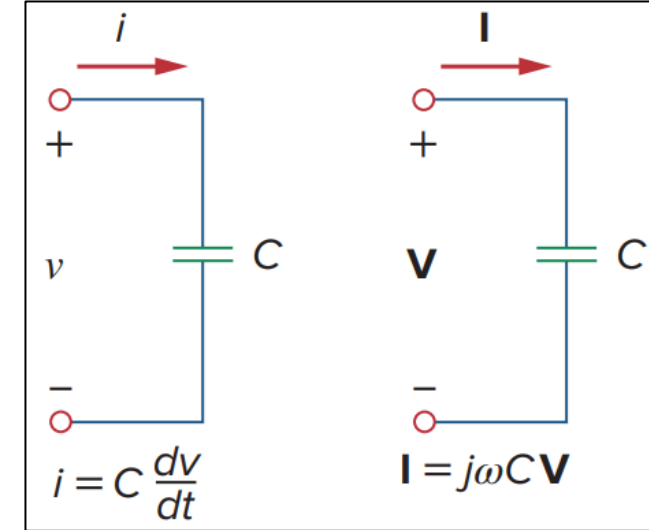 i I
+ +
v C V C
− −
i = C dv/dt I = jωCV